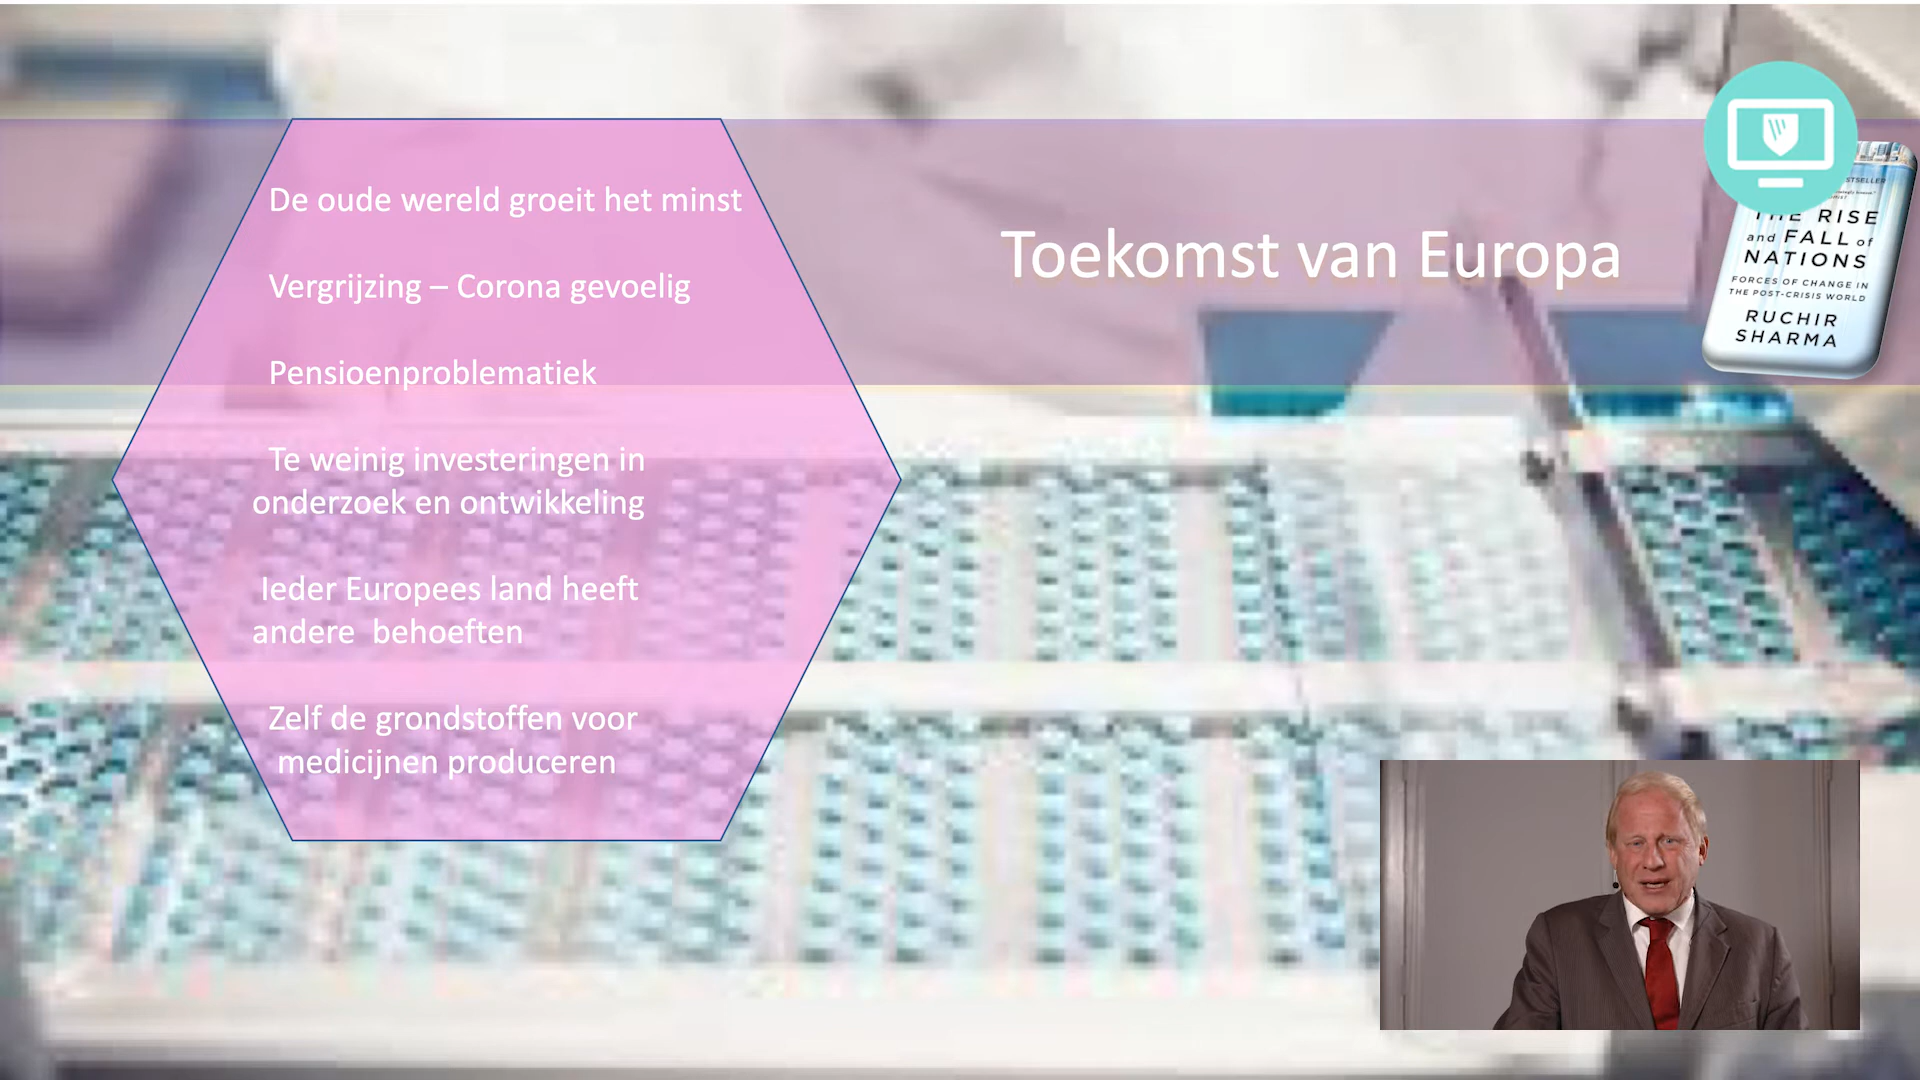 De oude wereld groeit het minst
Vergrijzing – Corona gevoelig
Pensioenproblematiek
Te weinig investeringen in
onderzoek en ontwikkeling
Ieder Europees land heeft
andere behoeften
Zelf de grondstoffen voor
medicijnen produceren
Toekomst van Europa
THE RISE
and FALL of
NATIONS
FORCES OF CHANGE IN
THE POST-CRISIS WORLD
RUCHIR
SHARMA